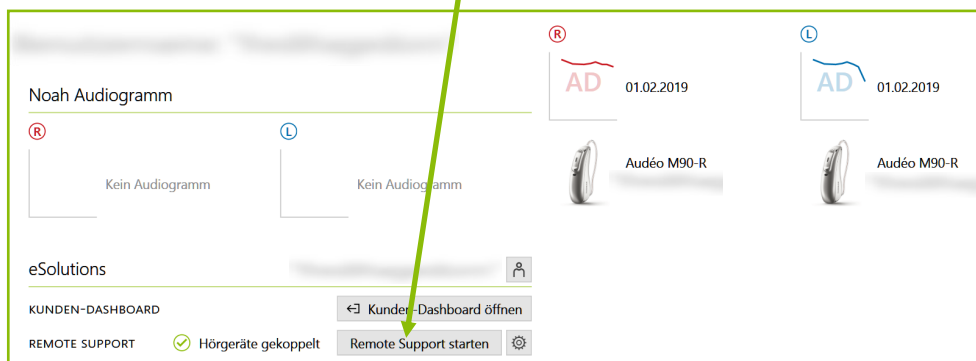 Noah Audiogramm
R
L
Kein Audiogramm
Kein Audiogramm
eSolutions
KUNDEN-DASHBOARD
Kunden-Dashboard öffnen
REMOTE SUPPORT
Hörgeräte gekoppelt
Remote Support starten
R
L
AD
01.02.2019
AD
01.02.2019
Audéo M90-R
Audéo M90-R